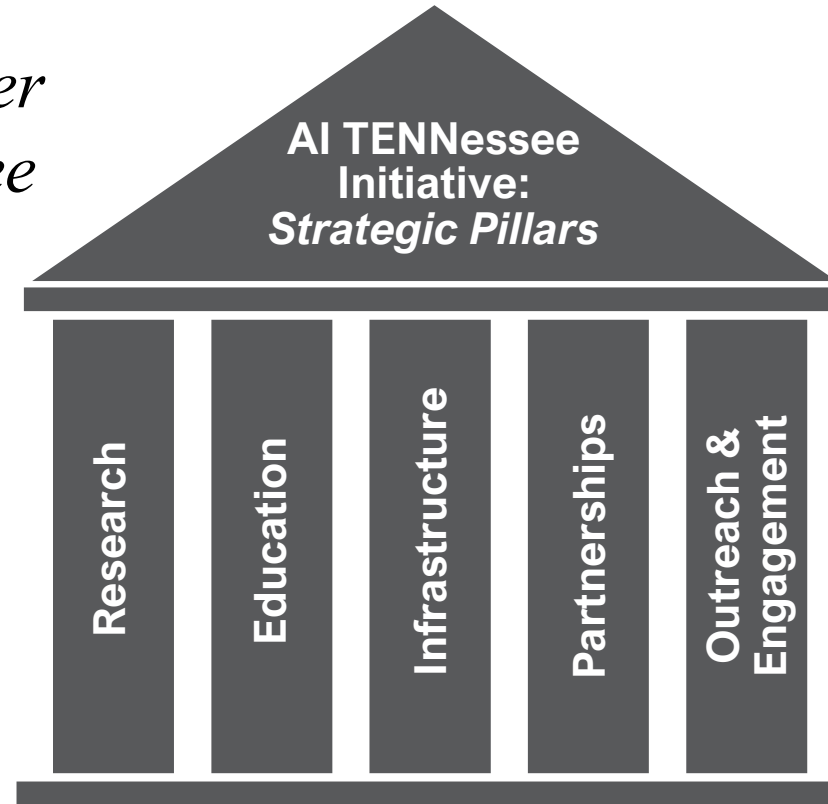 AI TENNessee
Initiative:
Strategic Pillars
Research
Education
Infrastructure
Partnerships
Outreach &
Engagement